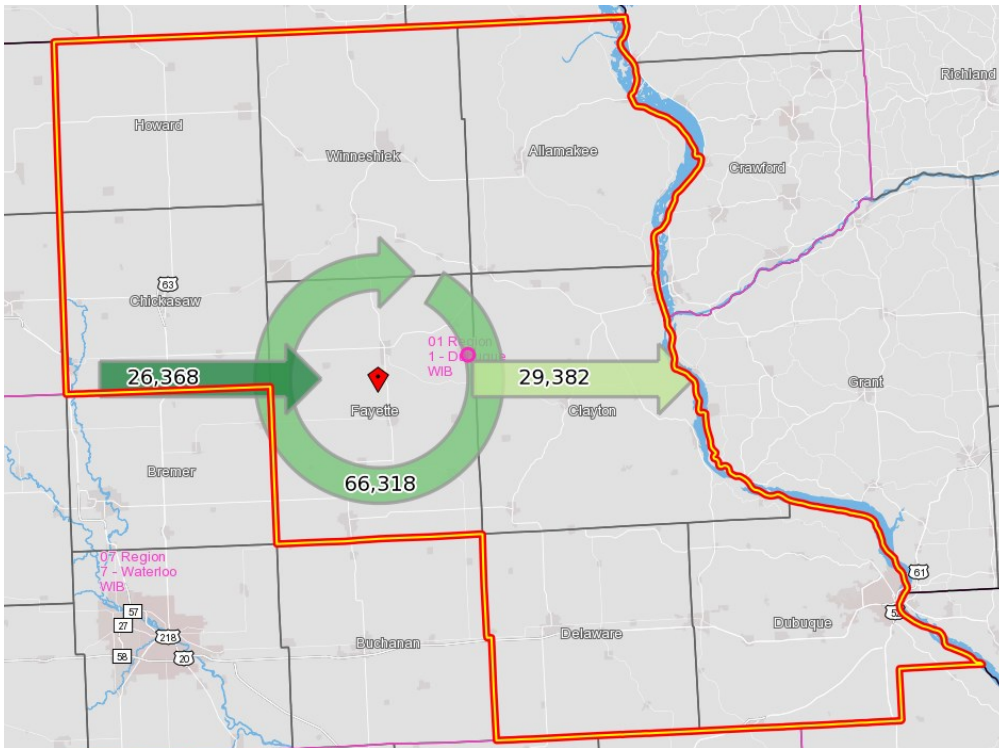 Richland
Howard
Winneshiek
Allamakee
Crawford
63
Chickasaw
01 Region
1 - Dubuque
WIB
26,368
29,382
Fayette
Clayton
Grant
Bremer
66,318
07 Region
7 - Waterloo
WIB
61
57
27
218
58
20
Buchanan
Delaware
Dubuque